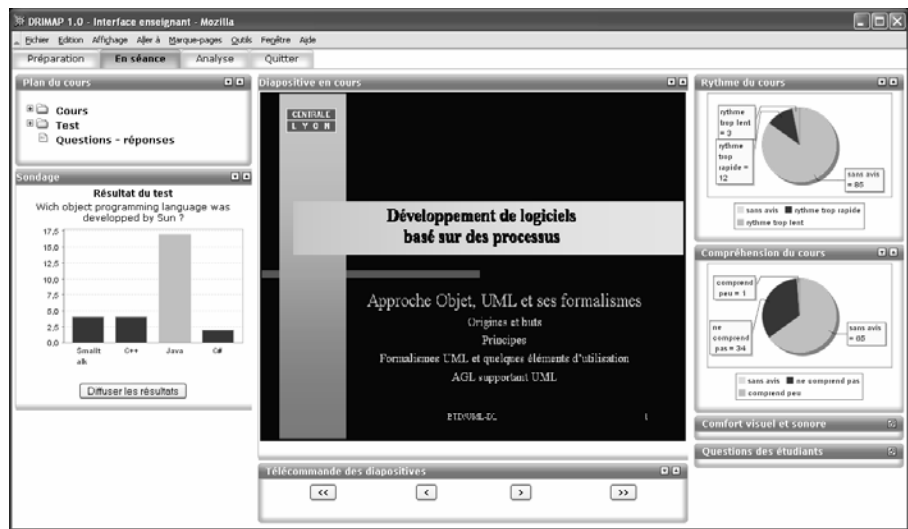 DRIMAP 1.0 - Interface enseignant - Mozilla
Fichier Edition Affichage Aller à Marque-pages Outils Fenêtre Aide
Préparation En séance Analyse Quitter
Plan du cours
Cours
Test
Questions - réponses
Sondage
Résultat du test
Wich object programming language was
developped by Sun ?
17,5
15,0
12,5
10,0
7,5
5,0
2,5
0,0
Smallt
alk
C++
Java
C#
Diffuser les résultats
Diapositive en cours
CENTRALE
LYON
Développement de logiciels
basé sur des processus
Approche Objet, UML et ses formalismes
Origines et buts
Principes
Formalismes UML et quelques éléments d'utilisation
AGL supportant UML
1
Télécommande des diapositives
<< < > >>
Rythme du cours
rythme
trop lent
= 3
rythme
trop
rapide =
12
sans avis
= 85
sans avis rythme trop rapide
rythme trop lent
Compréhension du cours
comprend
peu = 1
ne
comprend
pas = 34
sans avis
= 65
sans avis ne comprend pas
comprend peu
Comfort visuel et sonore
Questions des étudiants